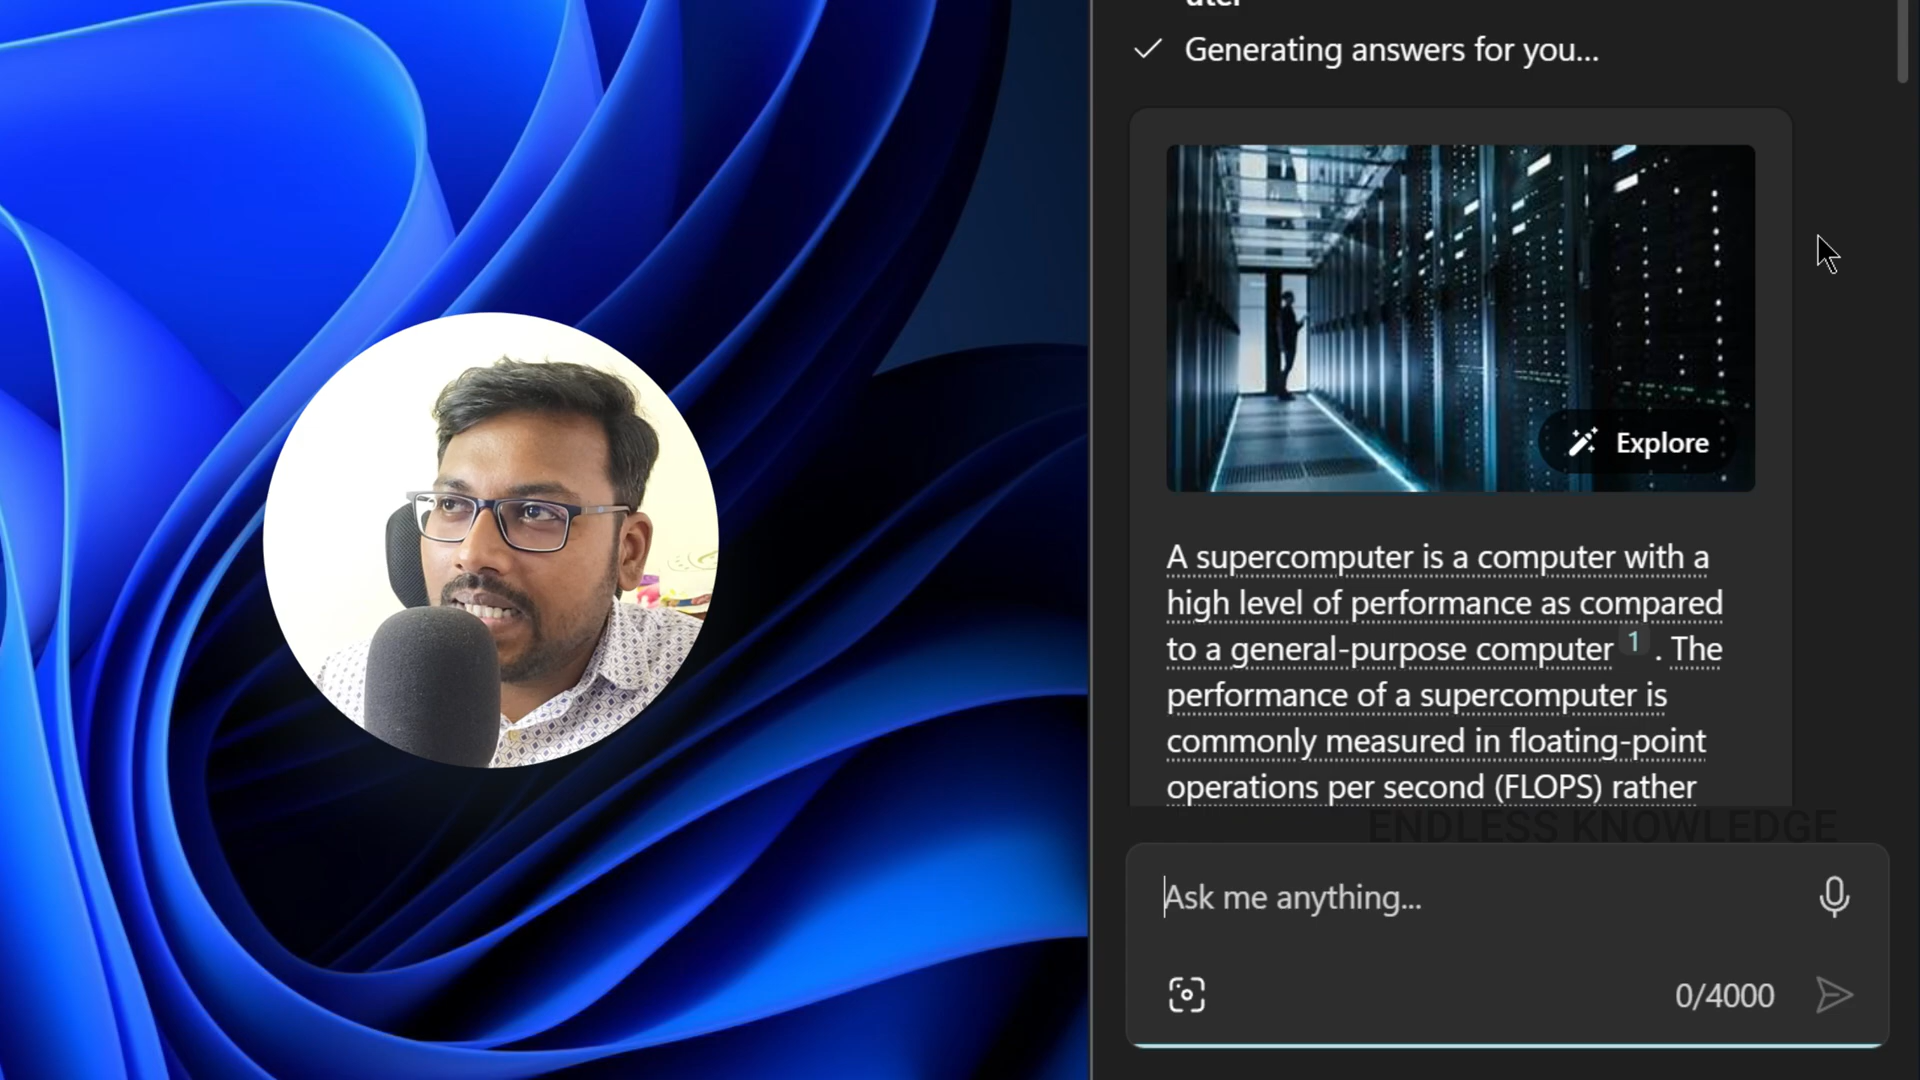 Generating answers for you...
Explore
A supercomputer is a computer with a
high level of performance as compared
to a general-purpose computer 1 . The
performance of a supercomputer is
commonly measured in floating-point
operations per second (FLOPS) rather
ENDLESS KNOWLEDGE
Ask me anything...
0/4000